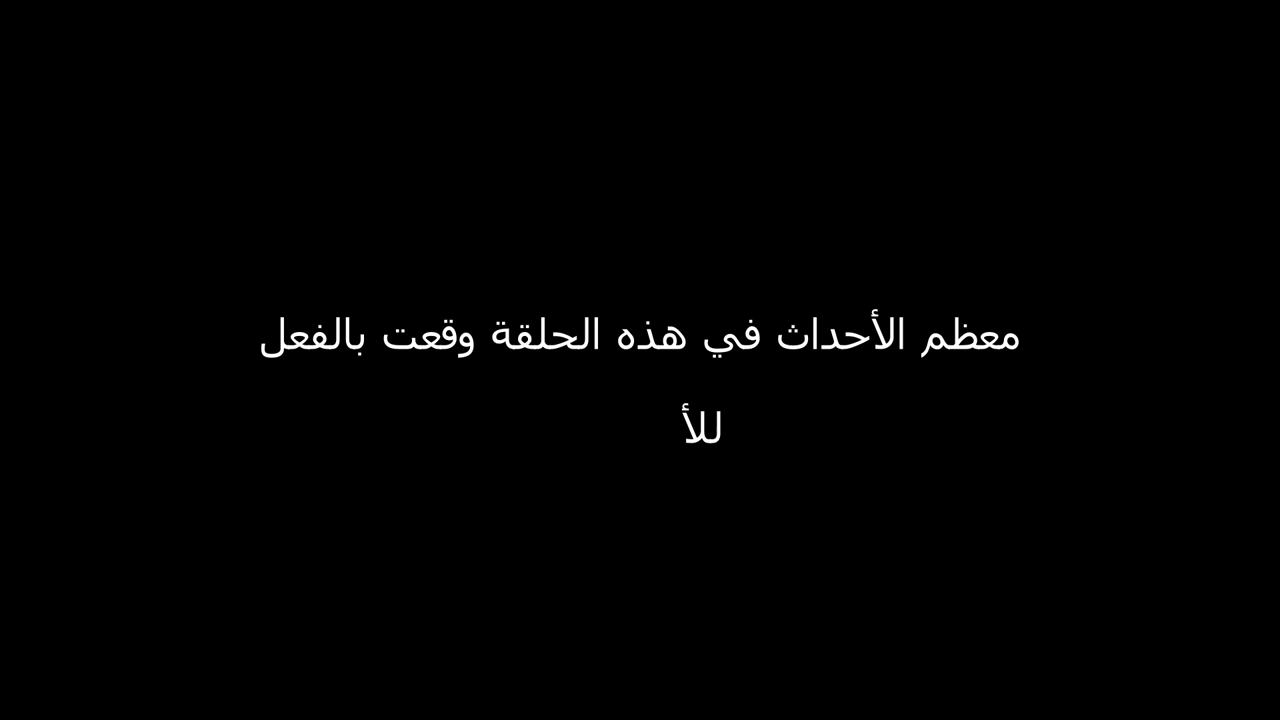 معظم الأحداث في هذه الحلقة وقعت بالفعل
للأ